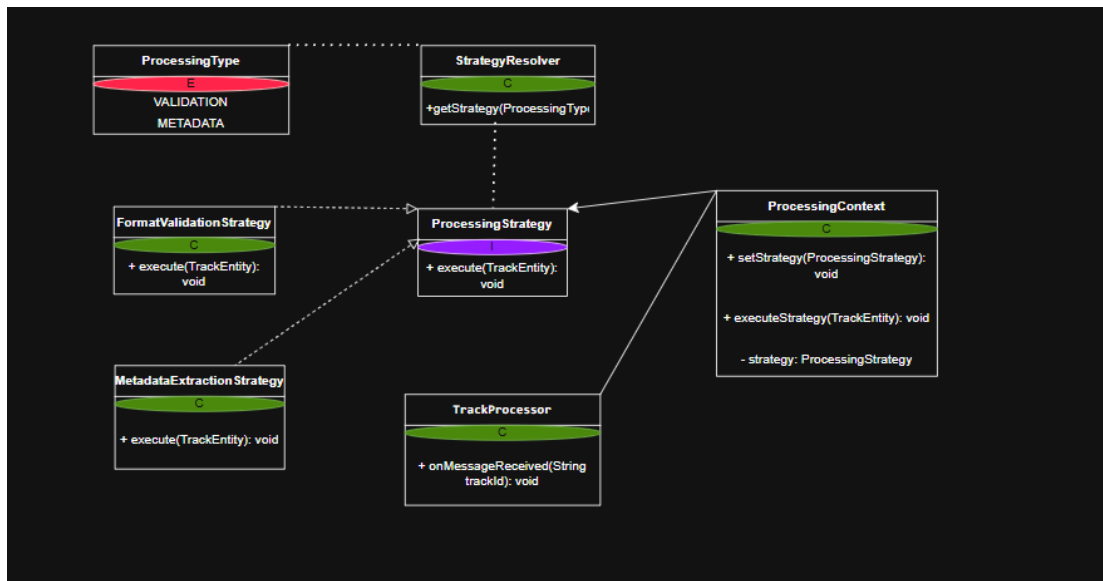 ProcessingType
E
VALIDATION
METADATA
StrategyResolver
C
+getStrategy(ProcessingType
FormatValidationStrategy
C
+ execute(TrackEntity):
void
ProcessingStrategy
I
+ execute(TrackEntity):
void
ProcessingContext
C
+ setStrategy(ProcessingStrategy):
void
+ executeStrategy(TrackEntity): void
- strategy: ProcessingStrategy
MetadataExtractionStrategy
C
+ execute(TrackEntity): void
TrackProcessor
C
+ onMessageReceived(String
trackId): void